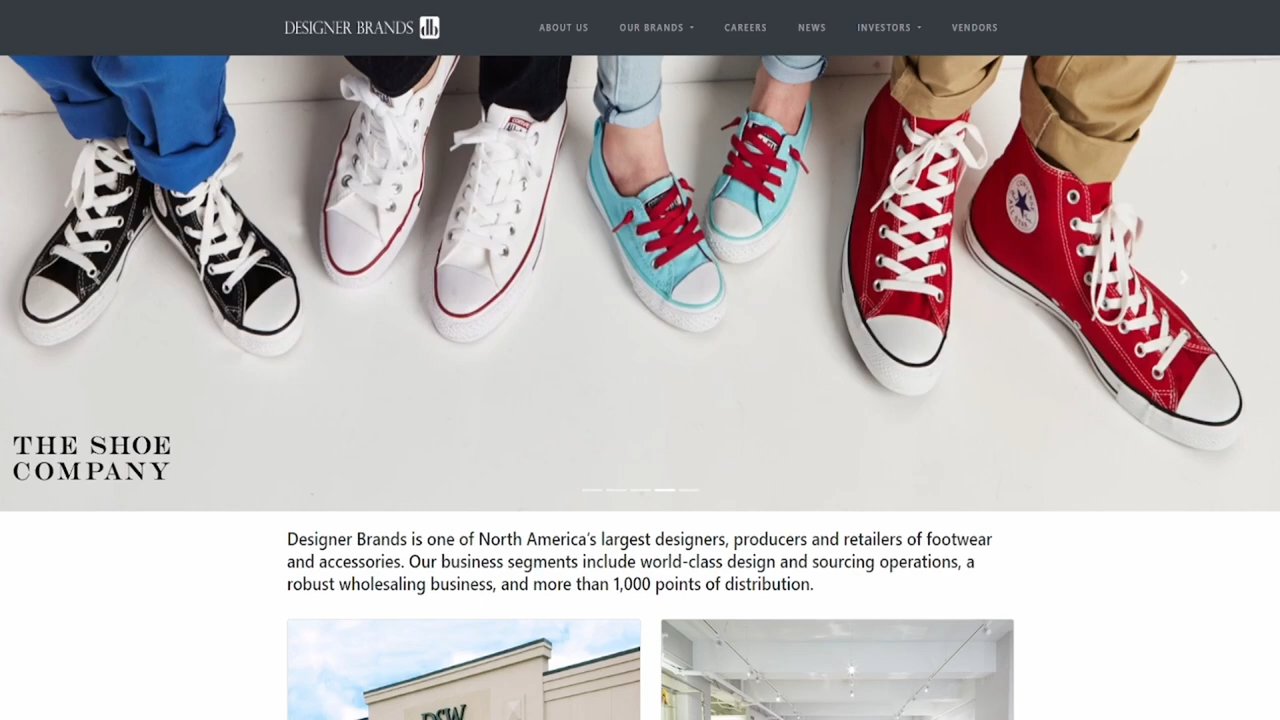 DESIGNER BRANDS db
ABOUT US
OUR BRANDS
CAREERS
NEWS
INVESTORS
VENDORS
THE SHOE
COMPANY
Designer Brands is one of North America's largest designers, producers and retailers of footwear
and accessories. Our business segments include world-class design and sourcing operations, a
robust wholesaling business, and more than 1,000 points of distribution.
DSW